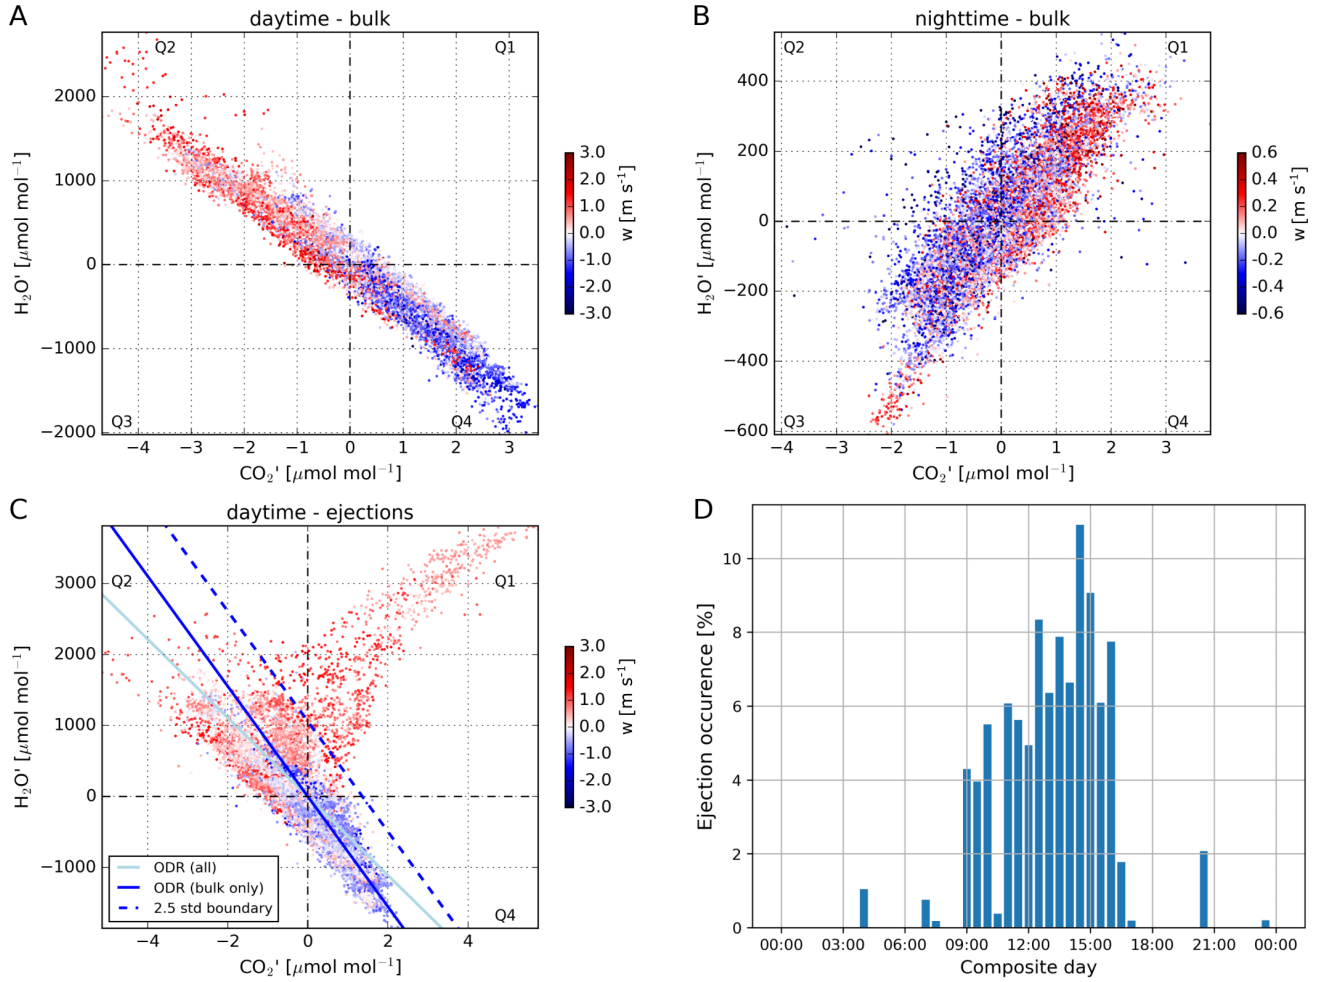 A
daytime - bulk
Q2
Q1
2000
1000
0
−1000
−2000
Q3
Q4
−4
−3
−2
−1
0
1
2
3
H₂O' [μmol mol⁻¹]
CO₂' [μmol mol⁻¹]
3.0
2.0
1.0
0.0
-1.0
-2.0
-3.0
w [m s⁻¹]
B
nighttime - bulk
Q2
Q1
400
200
0
−200
−400
−600
Q3
Q4
−4
−3
−2
−1
0
1
2
3
H₂O' [μmol mol⁻¹]
CO₂' [μmol mol⁻¹]
0.6
0.4
0.2
0.0
-0.2
-0.4
-0.6
w [m s⁻¹]
C
daytime - ejections
Q2
Q1
3000
2000
1000
0
−1000
ODR (all)
ODR (bulk only)
2.5 std boundary
Q4
−4
−2
0
2
4
H₂O' [μmol mol⁻¹]
CO₂' [μmol mol⁻¹]
3.0
2.0
1.0
0.0
-1.0
-2.0
-3.0
w [m s⁻¹]
D
10
8
6
4
2
0
Ejection occurence [%]
00:00
03:00
06:00
09:00
12:00
15:00
18:00
21:00
00:00
Composite day